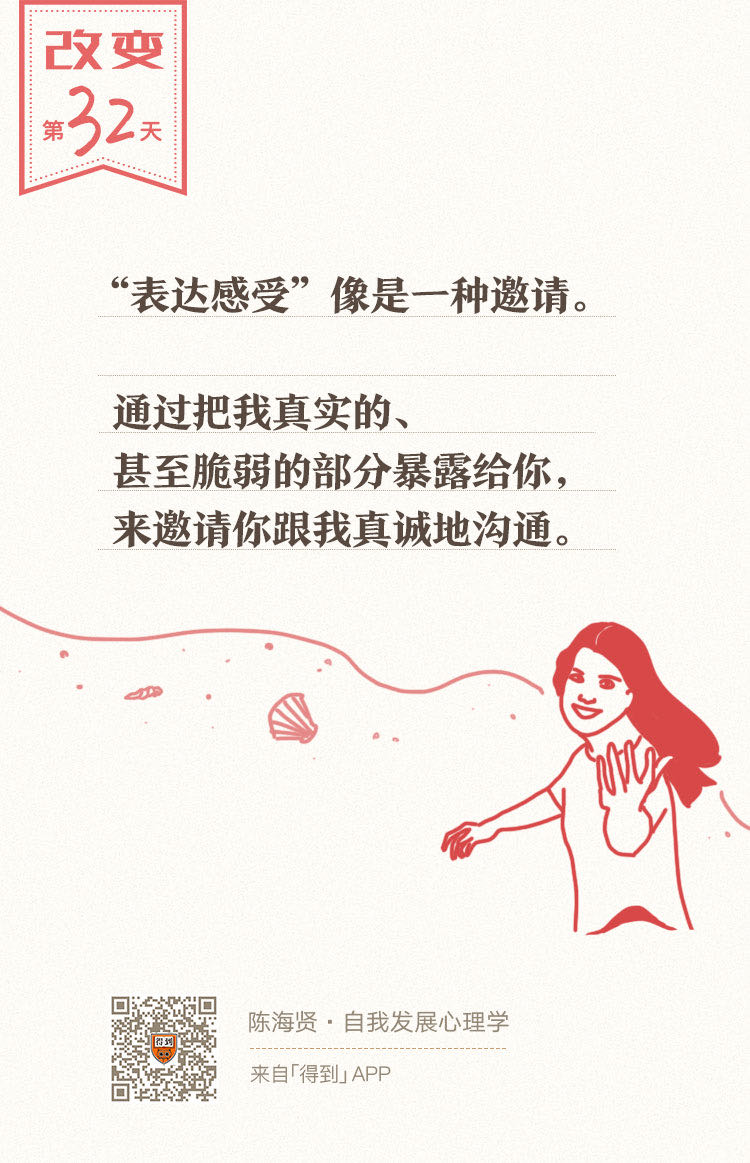 改变
第32天
“表达感受”像是一种邀请。
通过把我真实的、
甚至脆弱的部分暴露给你，
来邀请你跟我真诚地沟通。
得到
陈海贤·自我发展心理学
来自「得到」APP